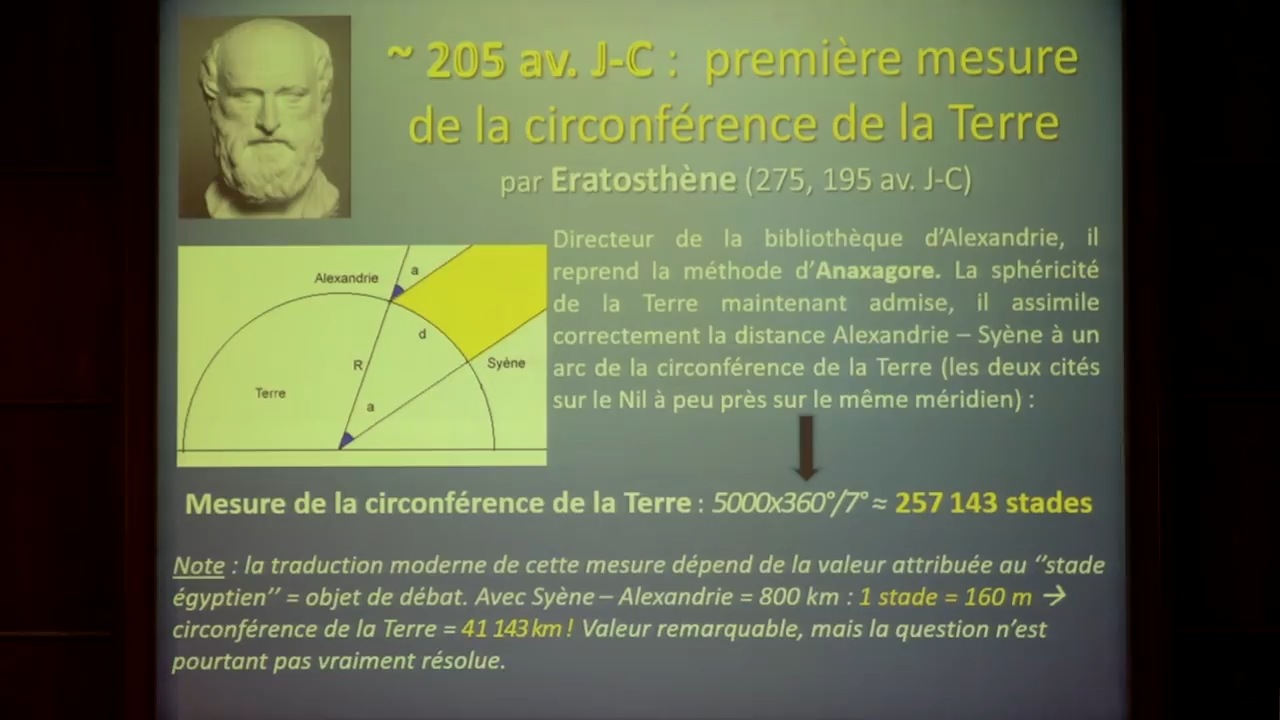 ~ 205 av. J-C : première mesure
de la circonférence de la Terre
par Eratosthène (275, 195 av. J-C)
Alexandrie
a
d
R
Syène
Terre
a
Directeur de la bibliothèque d'Alexandrie, il
reprend la méthode d'Anaxagore. La sphéricité
de la Terre maintenant admise, il assimile
correctement la distance Alexandrie – Syène à un
arc de la circonférence de la Terre (les deux cités
sur le Nil à peu près sur le même méridien) :
Mesure de la circonférence de la Terre : 5000x360°/7° ≈ 257 143 stades
Note : la traduction moderne de cette mesure dépend de la valeur attribuée au ‘‘stade
égyptien’’ = objet de débat. Avec Syène – Alexandrie = 800 km : 1 stade = 160 m →
circonférence de la Terre = 41 143 km ! Valeur remarquable, mais la question n'est
pourtant pas vraiment résolue.